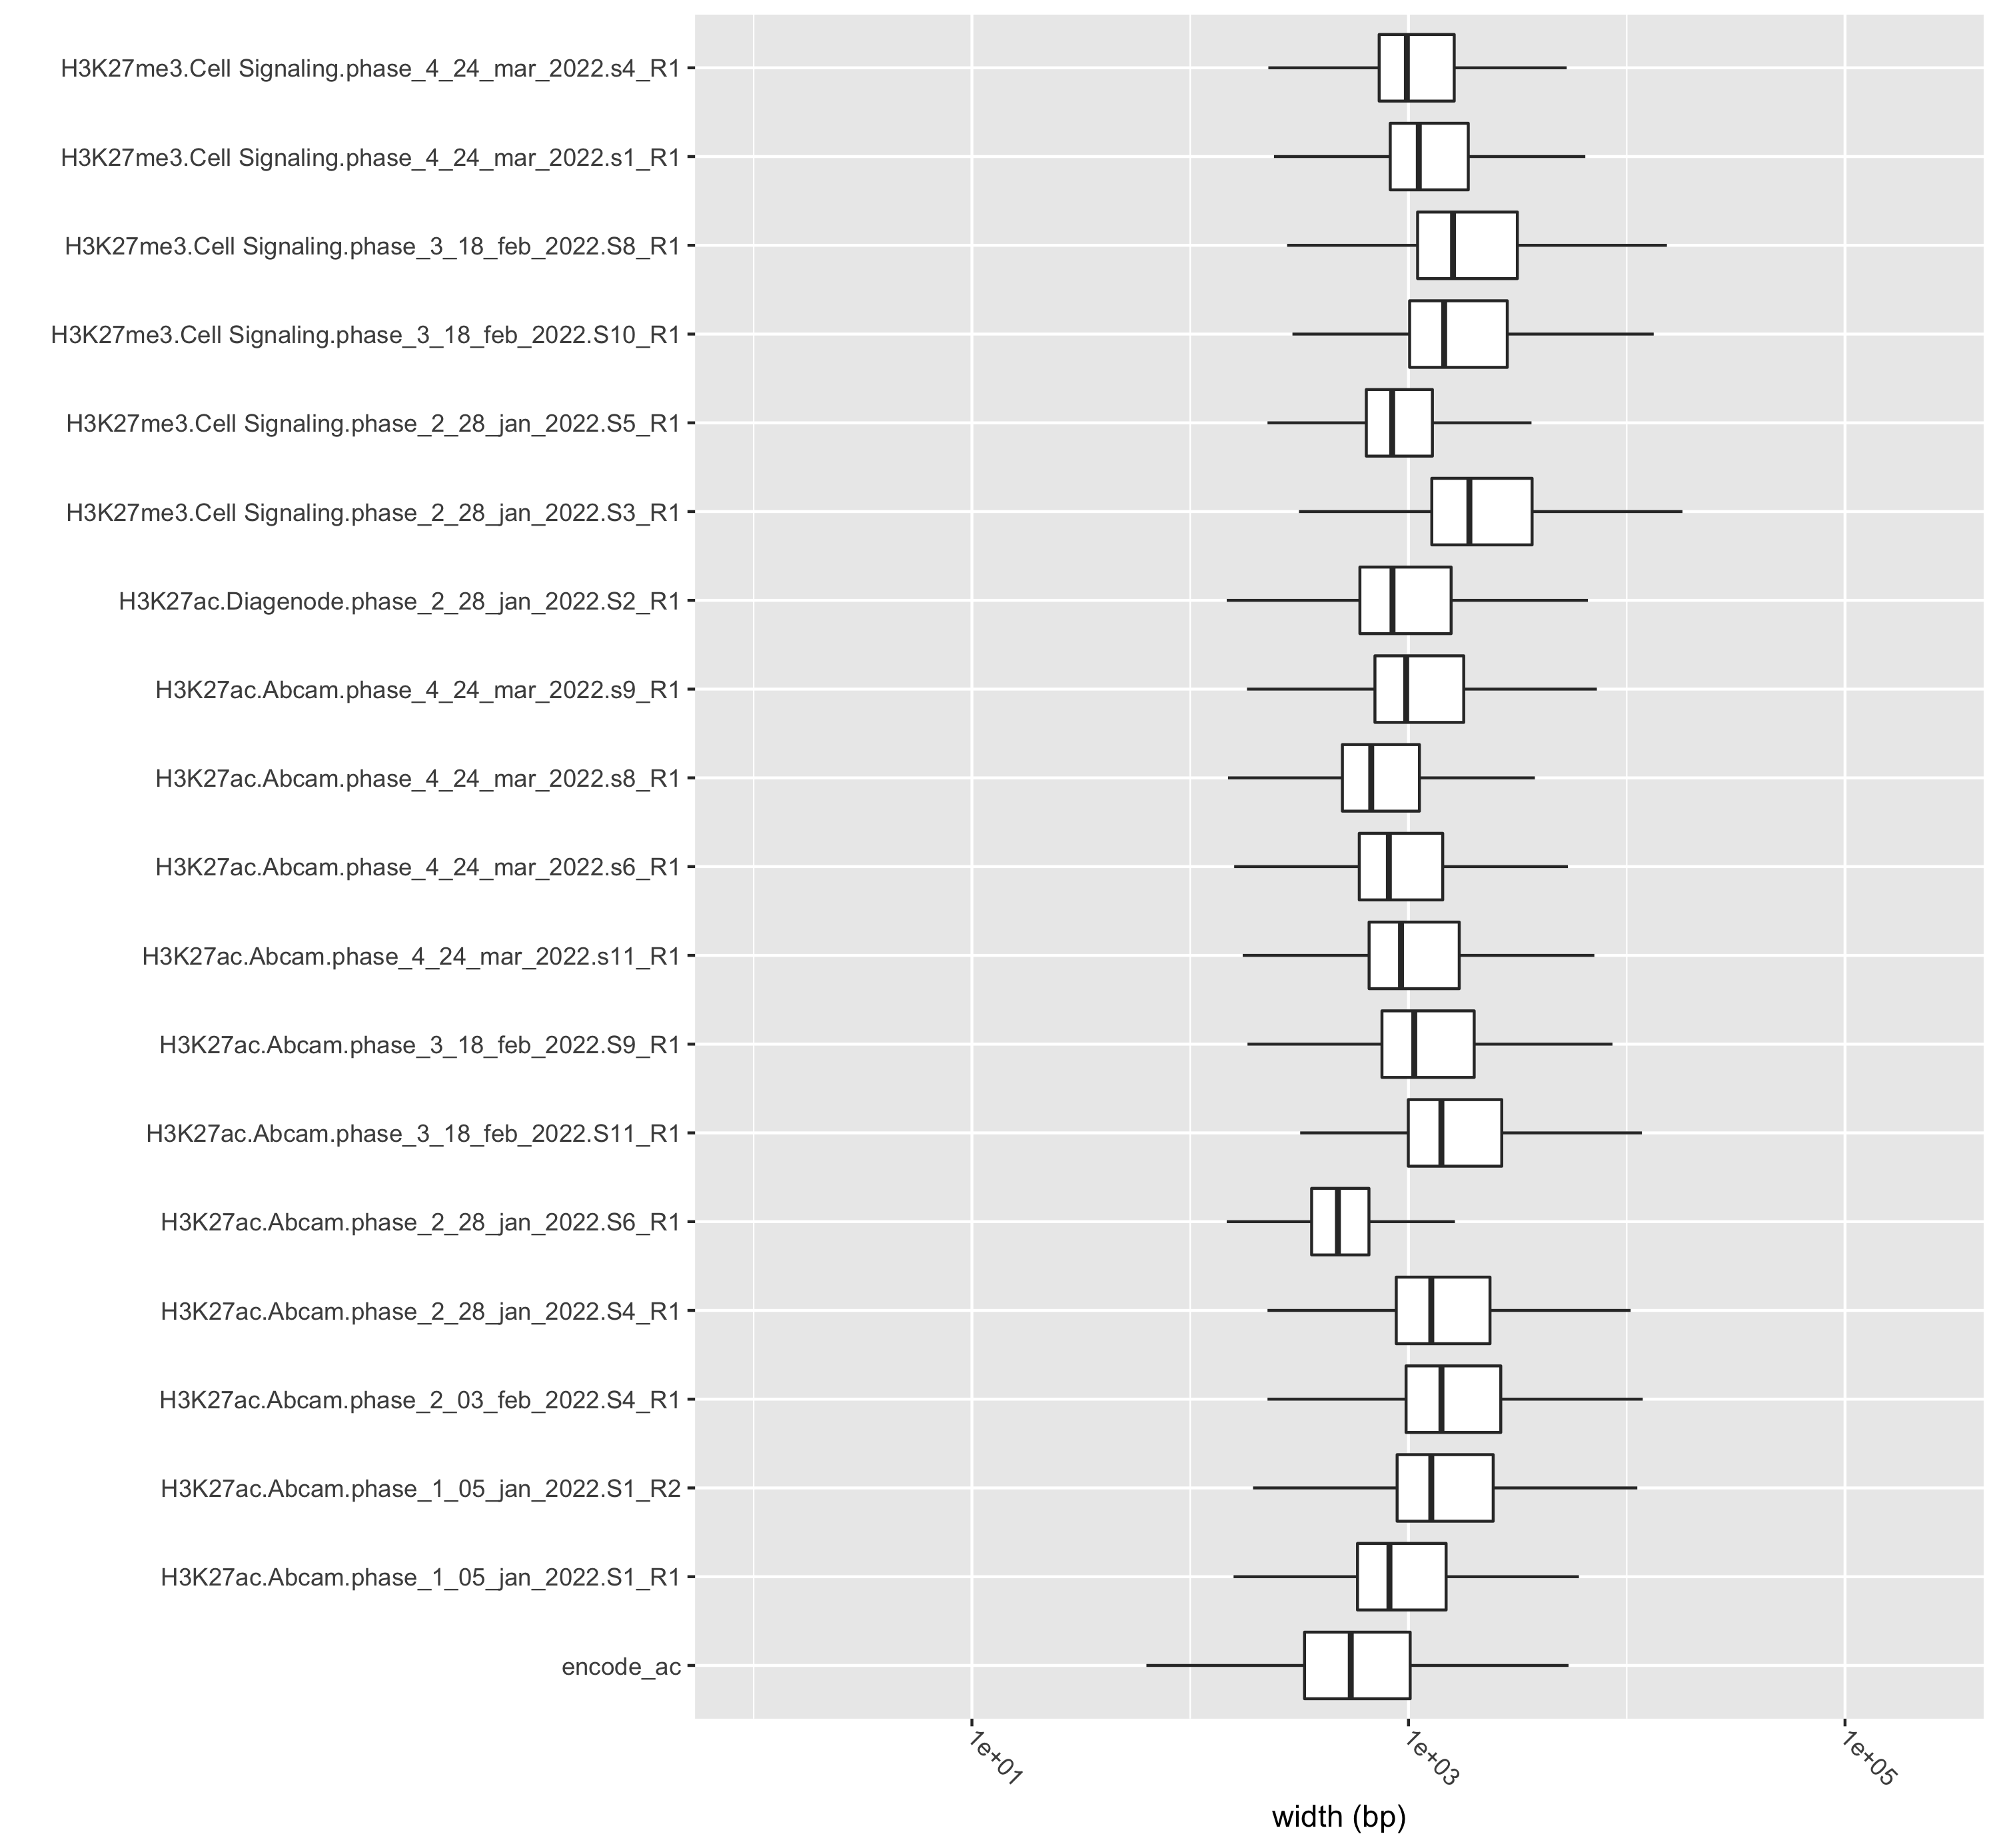 H3K27me3.Cell Signaling.phase_4_24_mar_2022.s4_R1
H3K27me3.Cell Signaling.phase_4_24_mar_2022.s1_R1
H3K27me3.Cell Signaling.phase_3_18_feb_2022.S8_R1
H3K27me3.Cell Signaling.phase_3_18_feb_2022.S10_R1
H3K27me3.Cell Signaling.phase_2_28_jan_2022.S5_R1
H3K27me3.Cell Signaling.phase_2_28_jan_2022.S3_R1
H3K27ac.Diagenode.phase_2_28_jan_2022.S2_R1
H3K27ac.Abcam.phase_4_24_mar_2022.s9_R1
H3K27ac.Abcam.phase_4_24_mar_2022.s8_R1
H3K27ac.Abcam.phase_4_24_mar_2022.s6_R1
H3K27ac.Abcam.phase_4_24_mar_2022.s11_R1
H3K27ac.Abcam.phase_3_18_feb_2022.S9_R1
H3K27ac.Abcam.phase_3_18_feb_2022.S11_R1
H3K27ac.Abcam.phase_2_28_jan_2022.S6_R1
H3K27ac.Abcam.phase_2_28_jan_2022.S4_R1
H3K27ac.Abcam.phase_2_03_feb_2022.S4_R1
H3K27ac.Abcam.phase_1_05_jan_2022.S1_R2
H3K27ac.Abcam.phase_1_05_jan_2022.S1_R1
encode_ac
1e+01
1e+03
1e+05
width (bp)